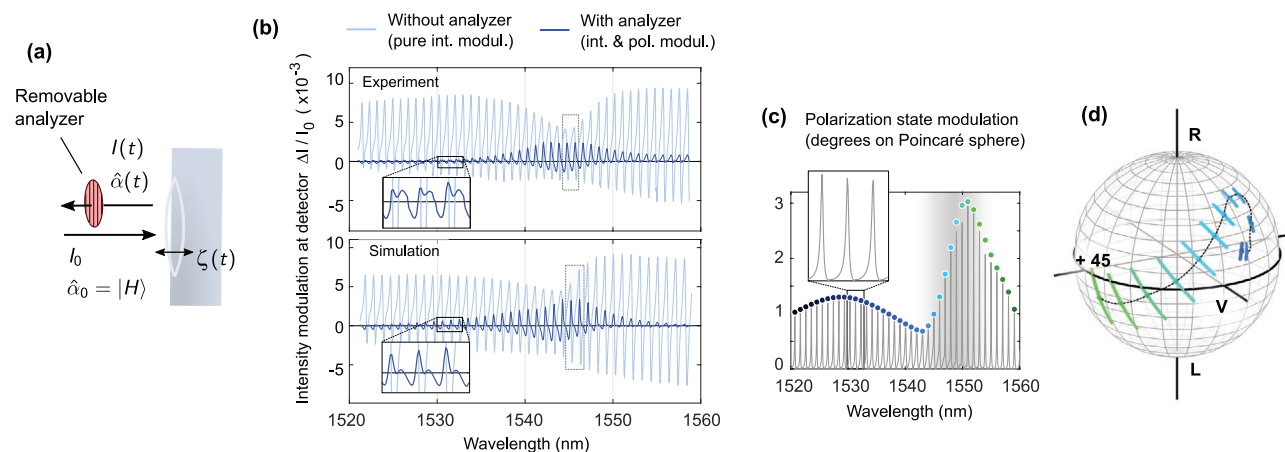 (a)
Removable
analyzer
I(t)
α̂(t)
I₀
α̂₀ = |H⟩
ζ(t)
(b)
Without analyzer
(pure int. modul.)
With analyzer
(int. & pol. modul.)
Intensity modulation at detector ΔI / I₀ (x10⁻³)
Experiment
10
5
0
−5
Simulation
10
5
0
−5
1520
1530
1540
1550
1560
Wavelength (nm)
(c)
Polarization state modulation
(degrees on Poincaré sphere)
3
2
1
0
1520
1530
1540
1550
1560
Wavelength (nm)
(d)
R
+ 45
V
L